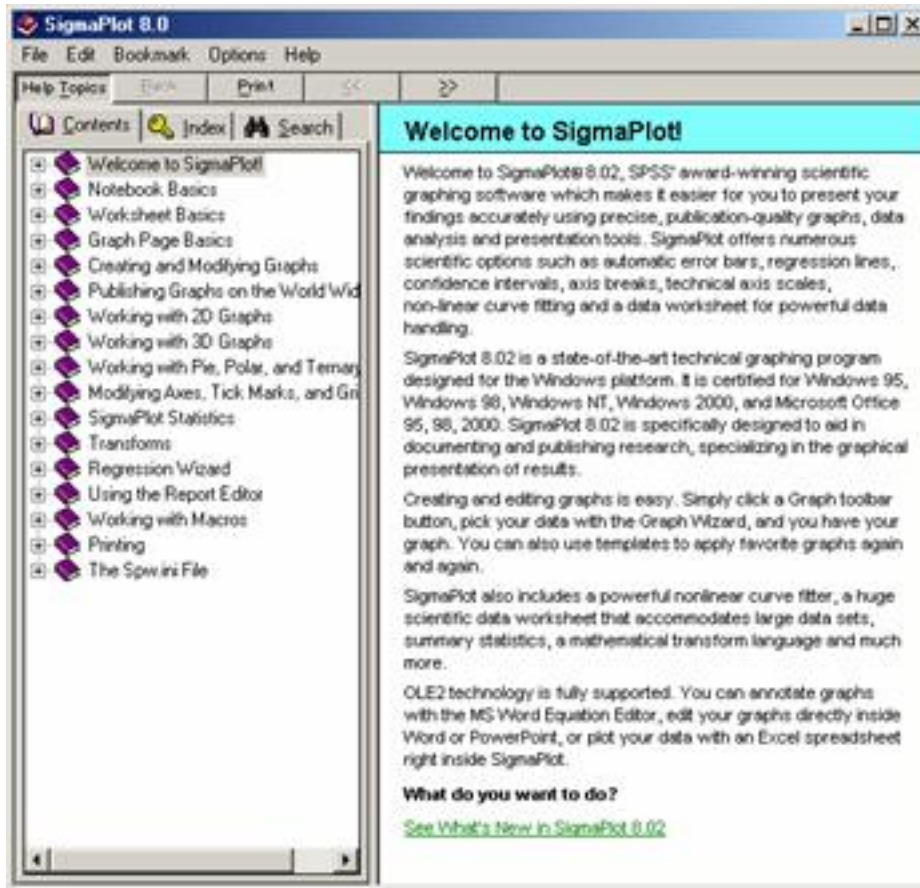 SigmaPlot 8.0
File Edit Bookmark Options Help
Help Topics Back Print << >>
Contents Index Search
Welcome to SigmaPlot!
Notebook Basics
Worksheet Basics
Graph Page Basics
Creating and Modifying Graphs
Publishing Graphs on the World Wid
Working with 2D Graphs
Working with 3D Graphs
Working with Pie, Polar, and Ternary
Modifying Axes, Tick Marks, and Gri
SigmaPlot Statistics
Transforms
Regression Wizard
Using the Report Editor
Working with Macros
Printing
The Spw.ini File
Welcome to SigmaPlot!
Welcome to SigmaPlot® 8.02, SPSS' award-winning scientific
graphing software which makes it easier for you to present your
findings accurately using precise, publication-quality graphs, data
analysis and presentation tools. SigmaPlot offers numerous
scientific options such as automatic error bars, regression lines,
confidence intervals, axis breaks, technical axis scales,
non-linear curve fitting and a data worksheet for powerful data
handling.
SigmaPlot 8.02 is a state-of-the-art technical graphing program
designed for the Windows platform. It is certified for Windows 95,
Windows 98, Windows NT, Windows 2000, and Microsoft Office
95, 98, 2000. SigmaPlot 8.02 is specifically designed to aid in
documenting and publishing research, specializing in the graphical
presentation of results.
Creating and editing graphs is easy. Simply click a Graph toolbar
button, pick your data with the Graph Wizard, and you have your
graph. You can also use templates to apply favorite graphs again
and again.
SigmaPlot also includes a powerful nonlinear curve fitter, a huge
scientific data worksheet that accommodates large data sets,
summary statistics, a mathematical transform language and much
more.
OLE2 technology is fully supported. You can annotate graphs
with the MS Word Equation Editor, edit your graphs directly inside
Word or PowerPoint, or plot your data with an Excel spreadsheet
right inside SigmaPlot.
What do you want to do?
See What's New in SigmaPlot 8.02